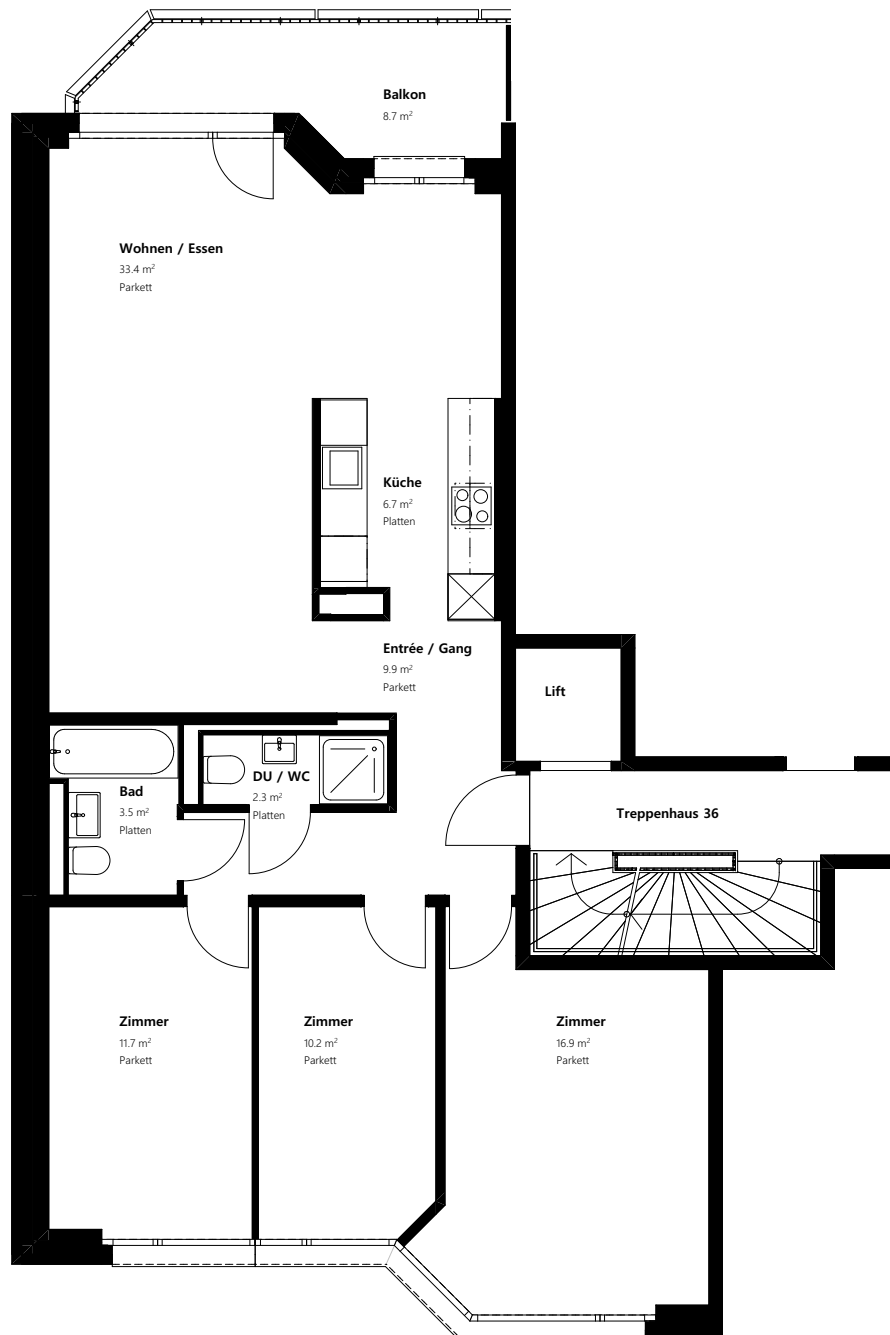 Balkon
8.7 m²
Wohnen / Essen
33.4 m²
Parkett
Küche
6.7 m²
Platten
Entrée / Gang
9.9 m²
Parkett
Lift
DU / WC
2.3 m²
Platten
Bad
3.5 m²
Platten
Treppenhaus 36
Zimmer
11.7 m²
Parkett
Zimmer
10.2 m²
Parkett
Zimmer
16.9 m²
Parkett